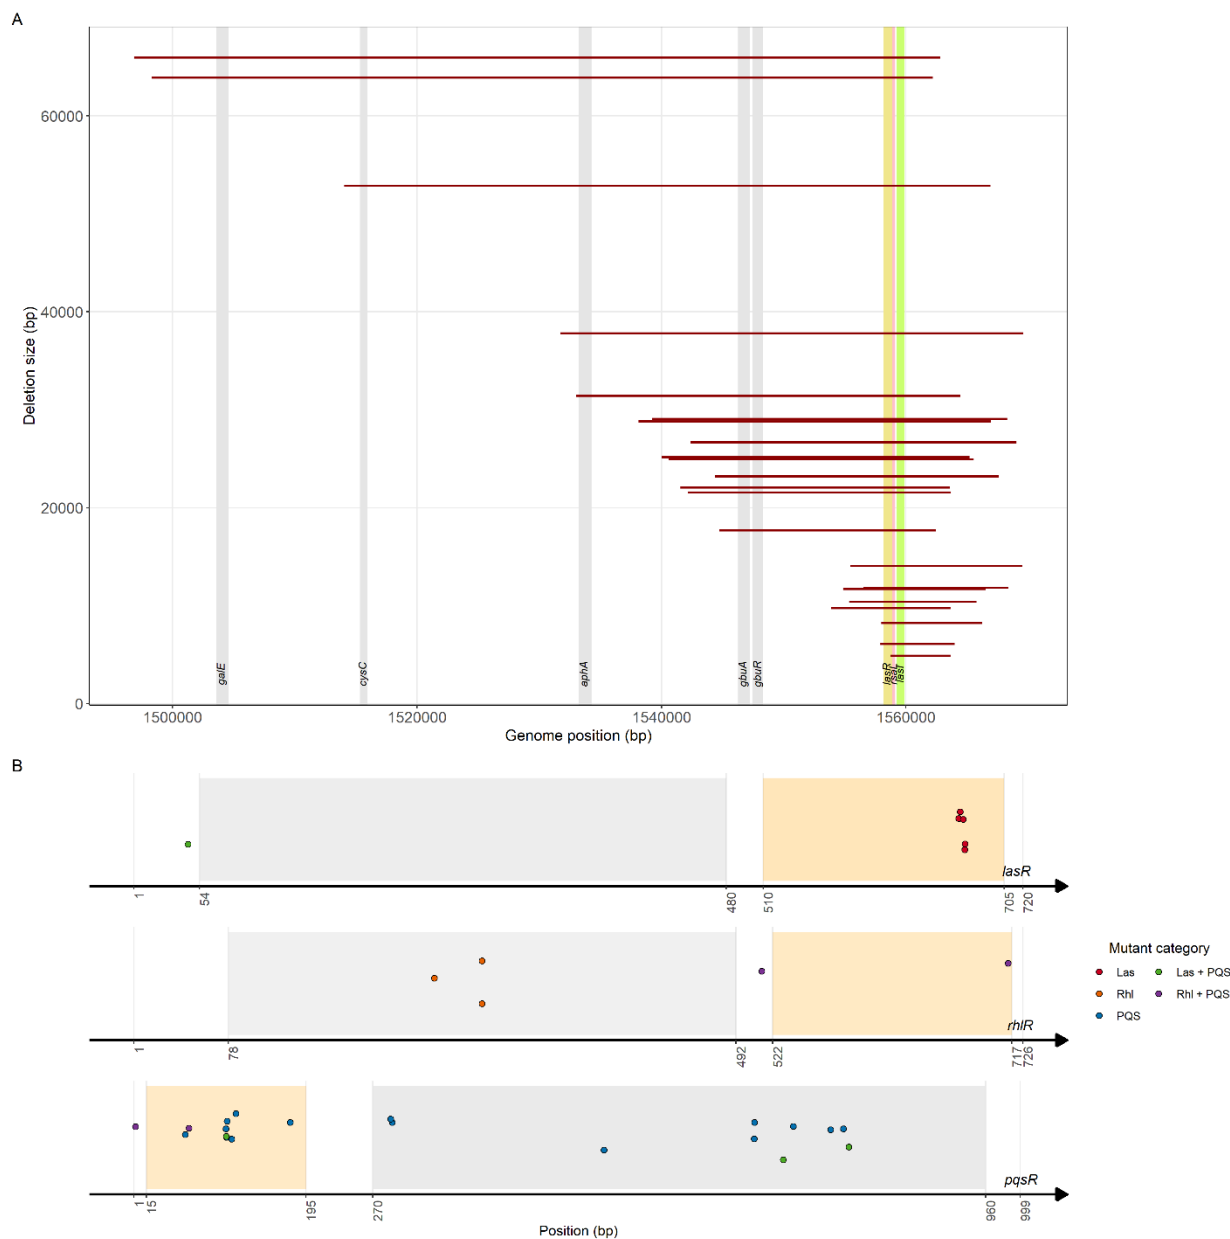 A
60000
40000
20000
0
Deletion size (bp)
galE
cysC
aphA
gbuA
gbuR
lasR
rsaL
lasI
1500000
1520000
1540000
1560000
Genome position (bp)
B
lasR
1
54
480
510
705
720
rhlR
1
78
492
522
717
726
pqsR
1
15
195
270
960
999
Position (bp)
Mutant category
Las
Las + PQS
Rhl
Rhl + PQS
PQS